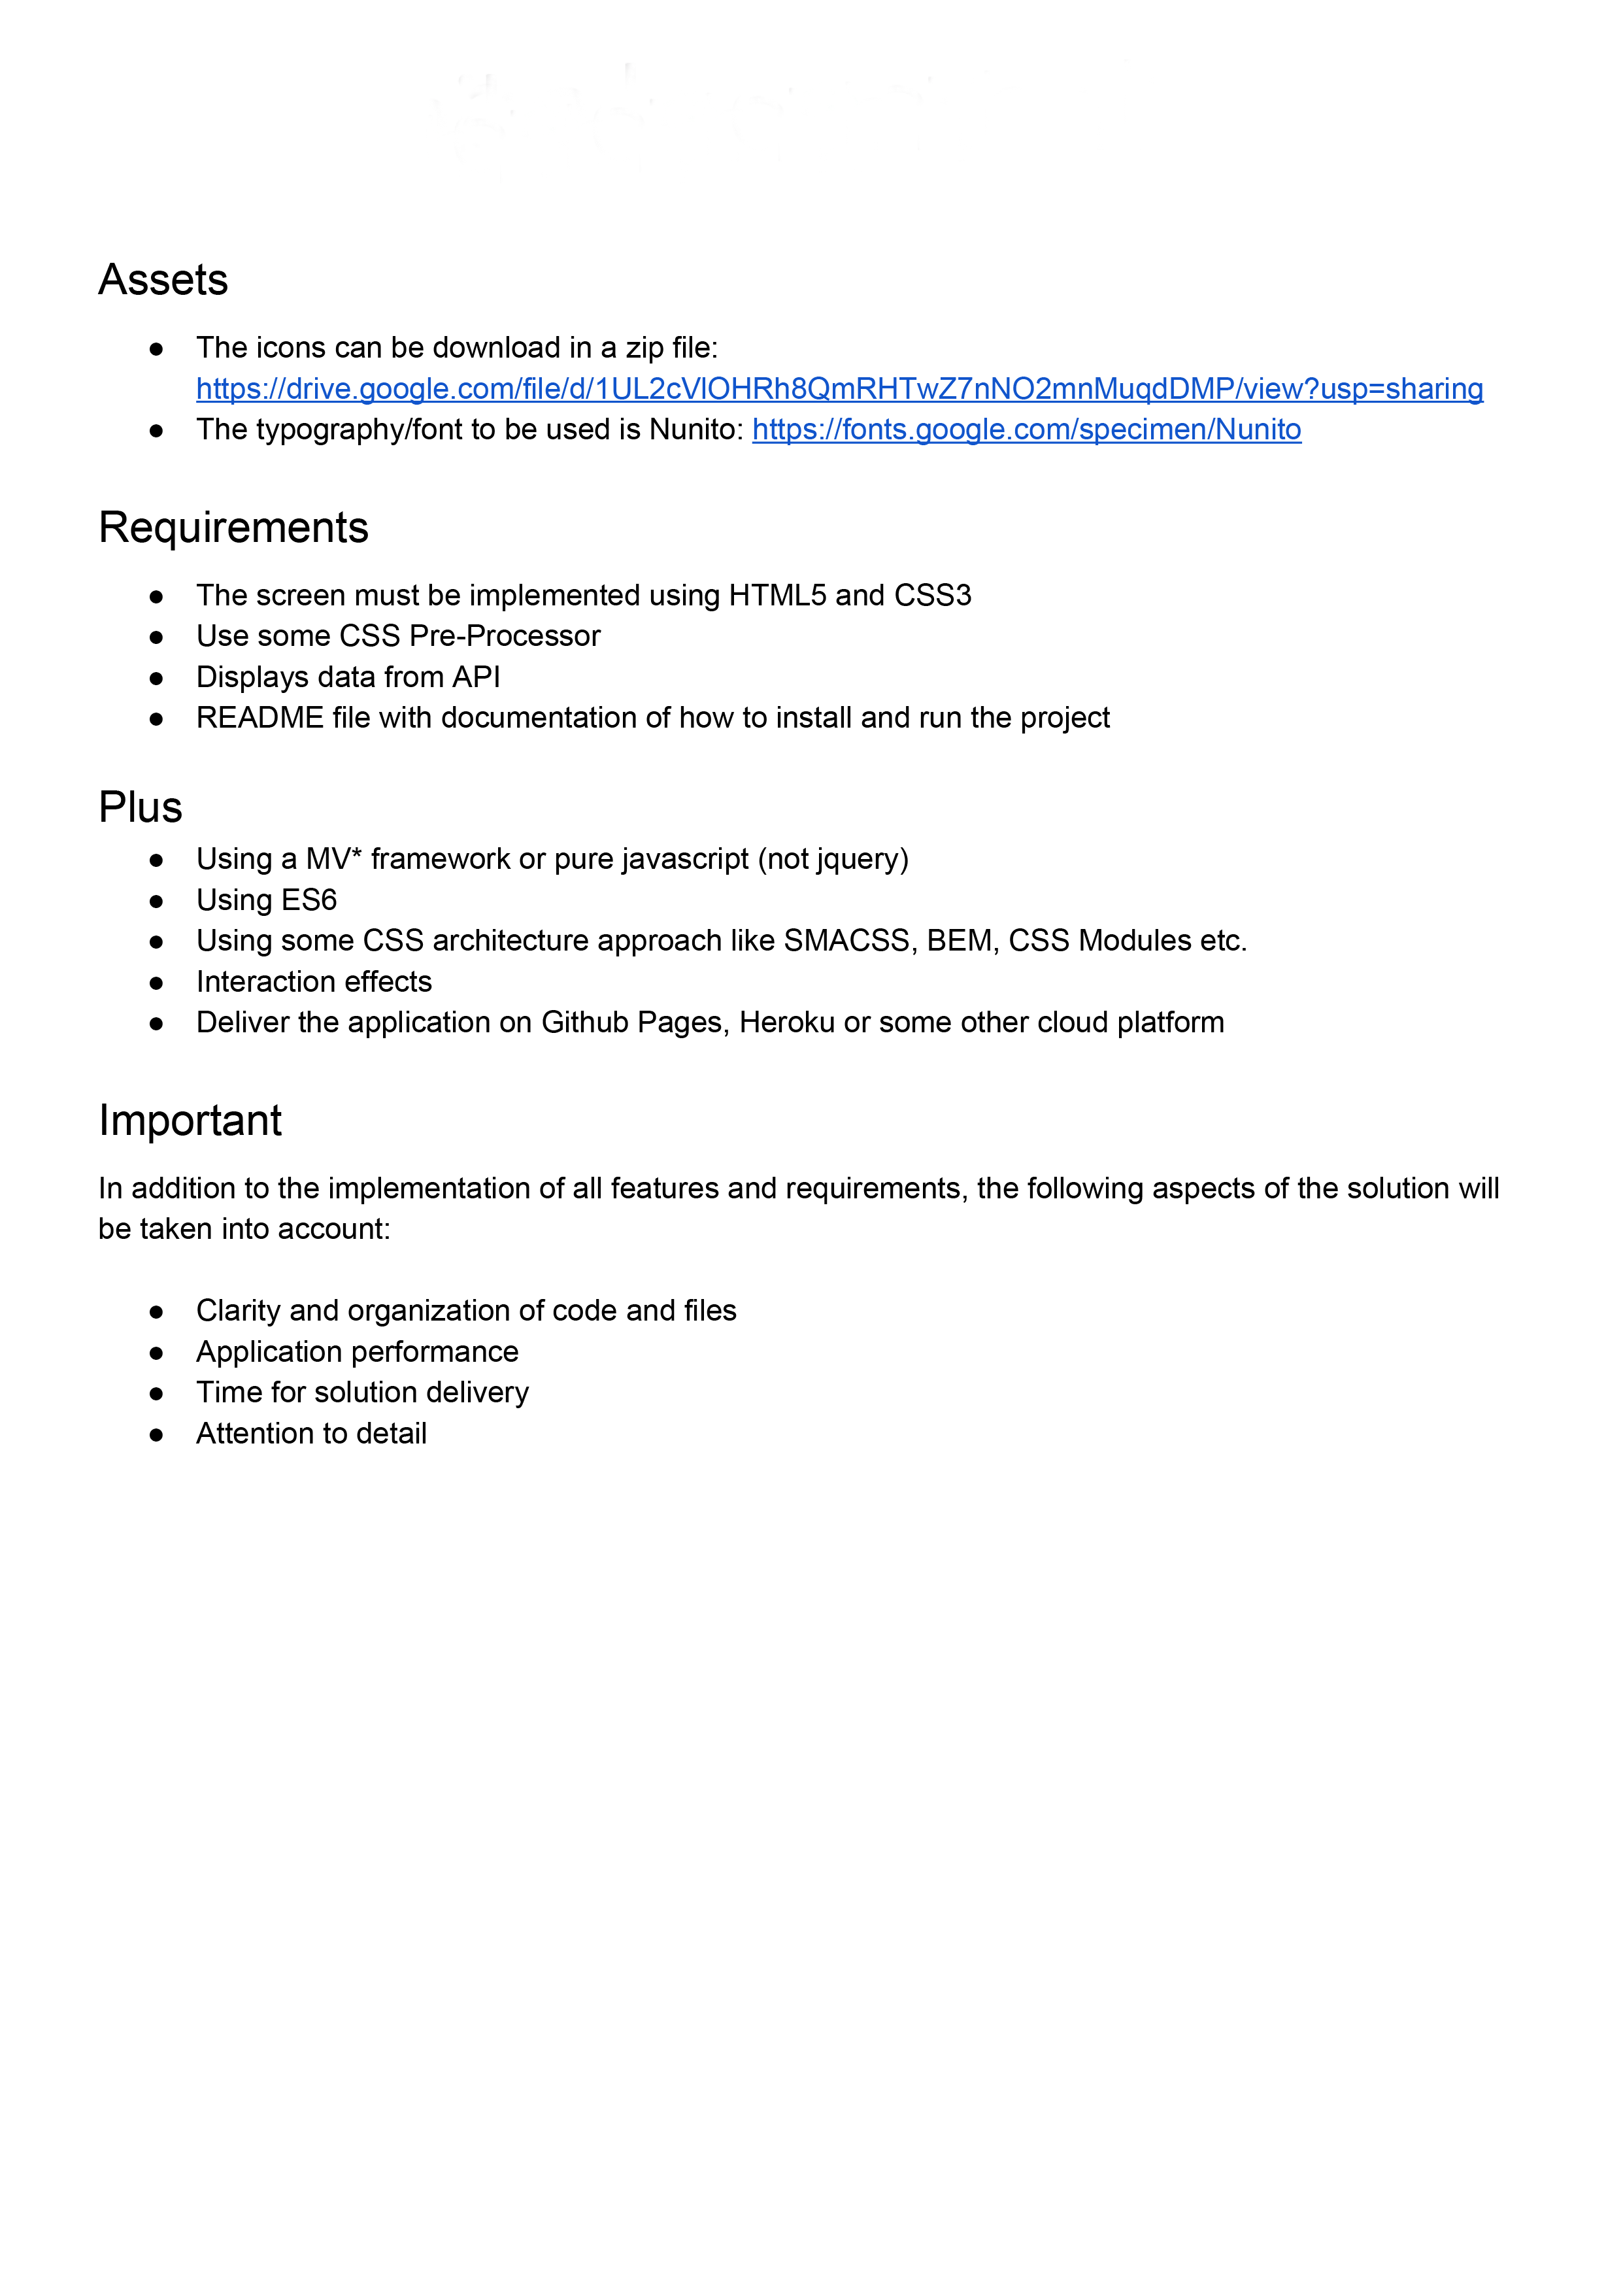 Assets
● The icons can be download in a zip file:
https://drive.google.com/file/d/1UL2cVlOHRh8QmRHTwZ7nNO2mnMuqdDMP/view?usp=sharing
● The typography/font to be used is Nunito: https://fonts.google.com/specimen/Nunito
Requirements
● The screen must be implemented using HTML5 and CSS3
● Use some CSS Pre-Processor
● Displays data from API
● README file with documentation of how to install and run the project
Plus
● Using a MV* framework or pure javascript (not jquery)
● Using ES6
● Using some CSS architecture approach like SMACSS, BEM, CSS Modules etc.
● Interaction effects
● Deliver the application on Github Pages, Heroku or some other cloud platform
Important
In addition to the implementation of all features and requirements, the following aspects of the solution will
be taken into account:
● Clarity and organization of code and files
● Application performance
● Time for solution delivery
● Attention to detail